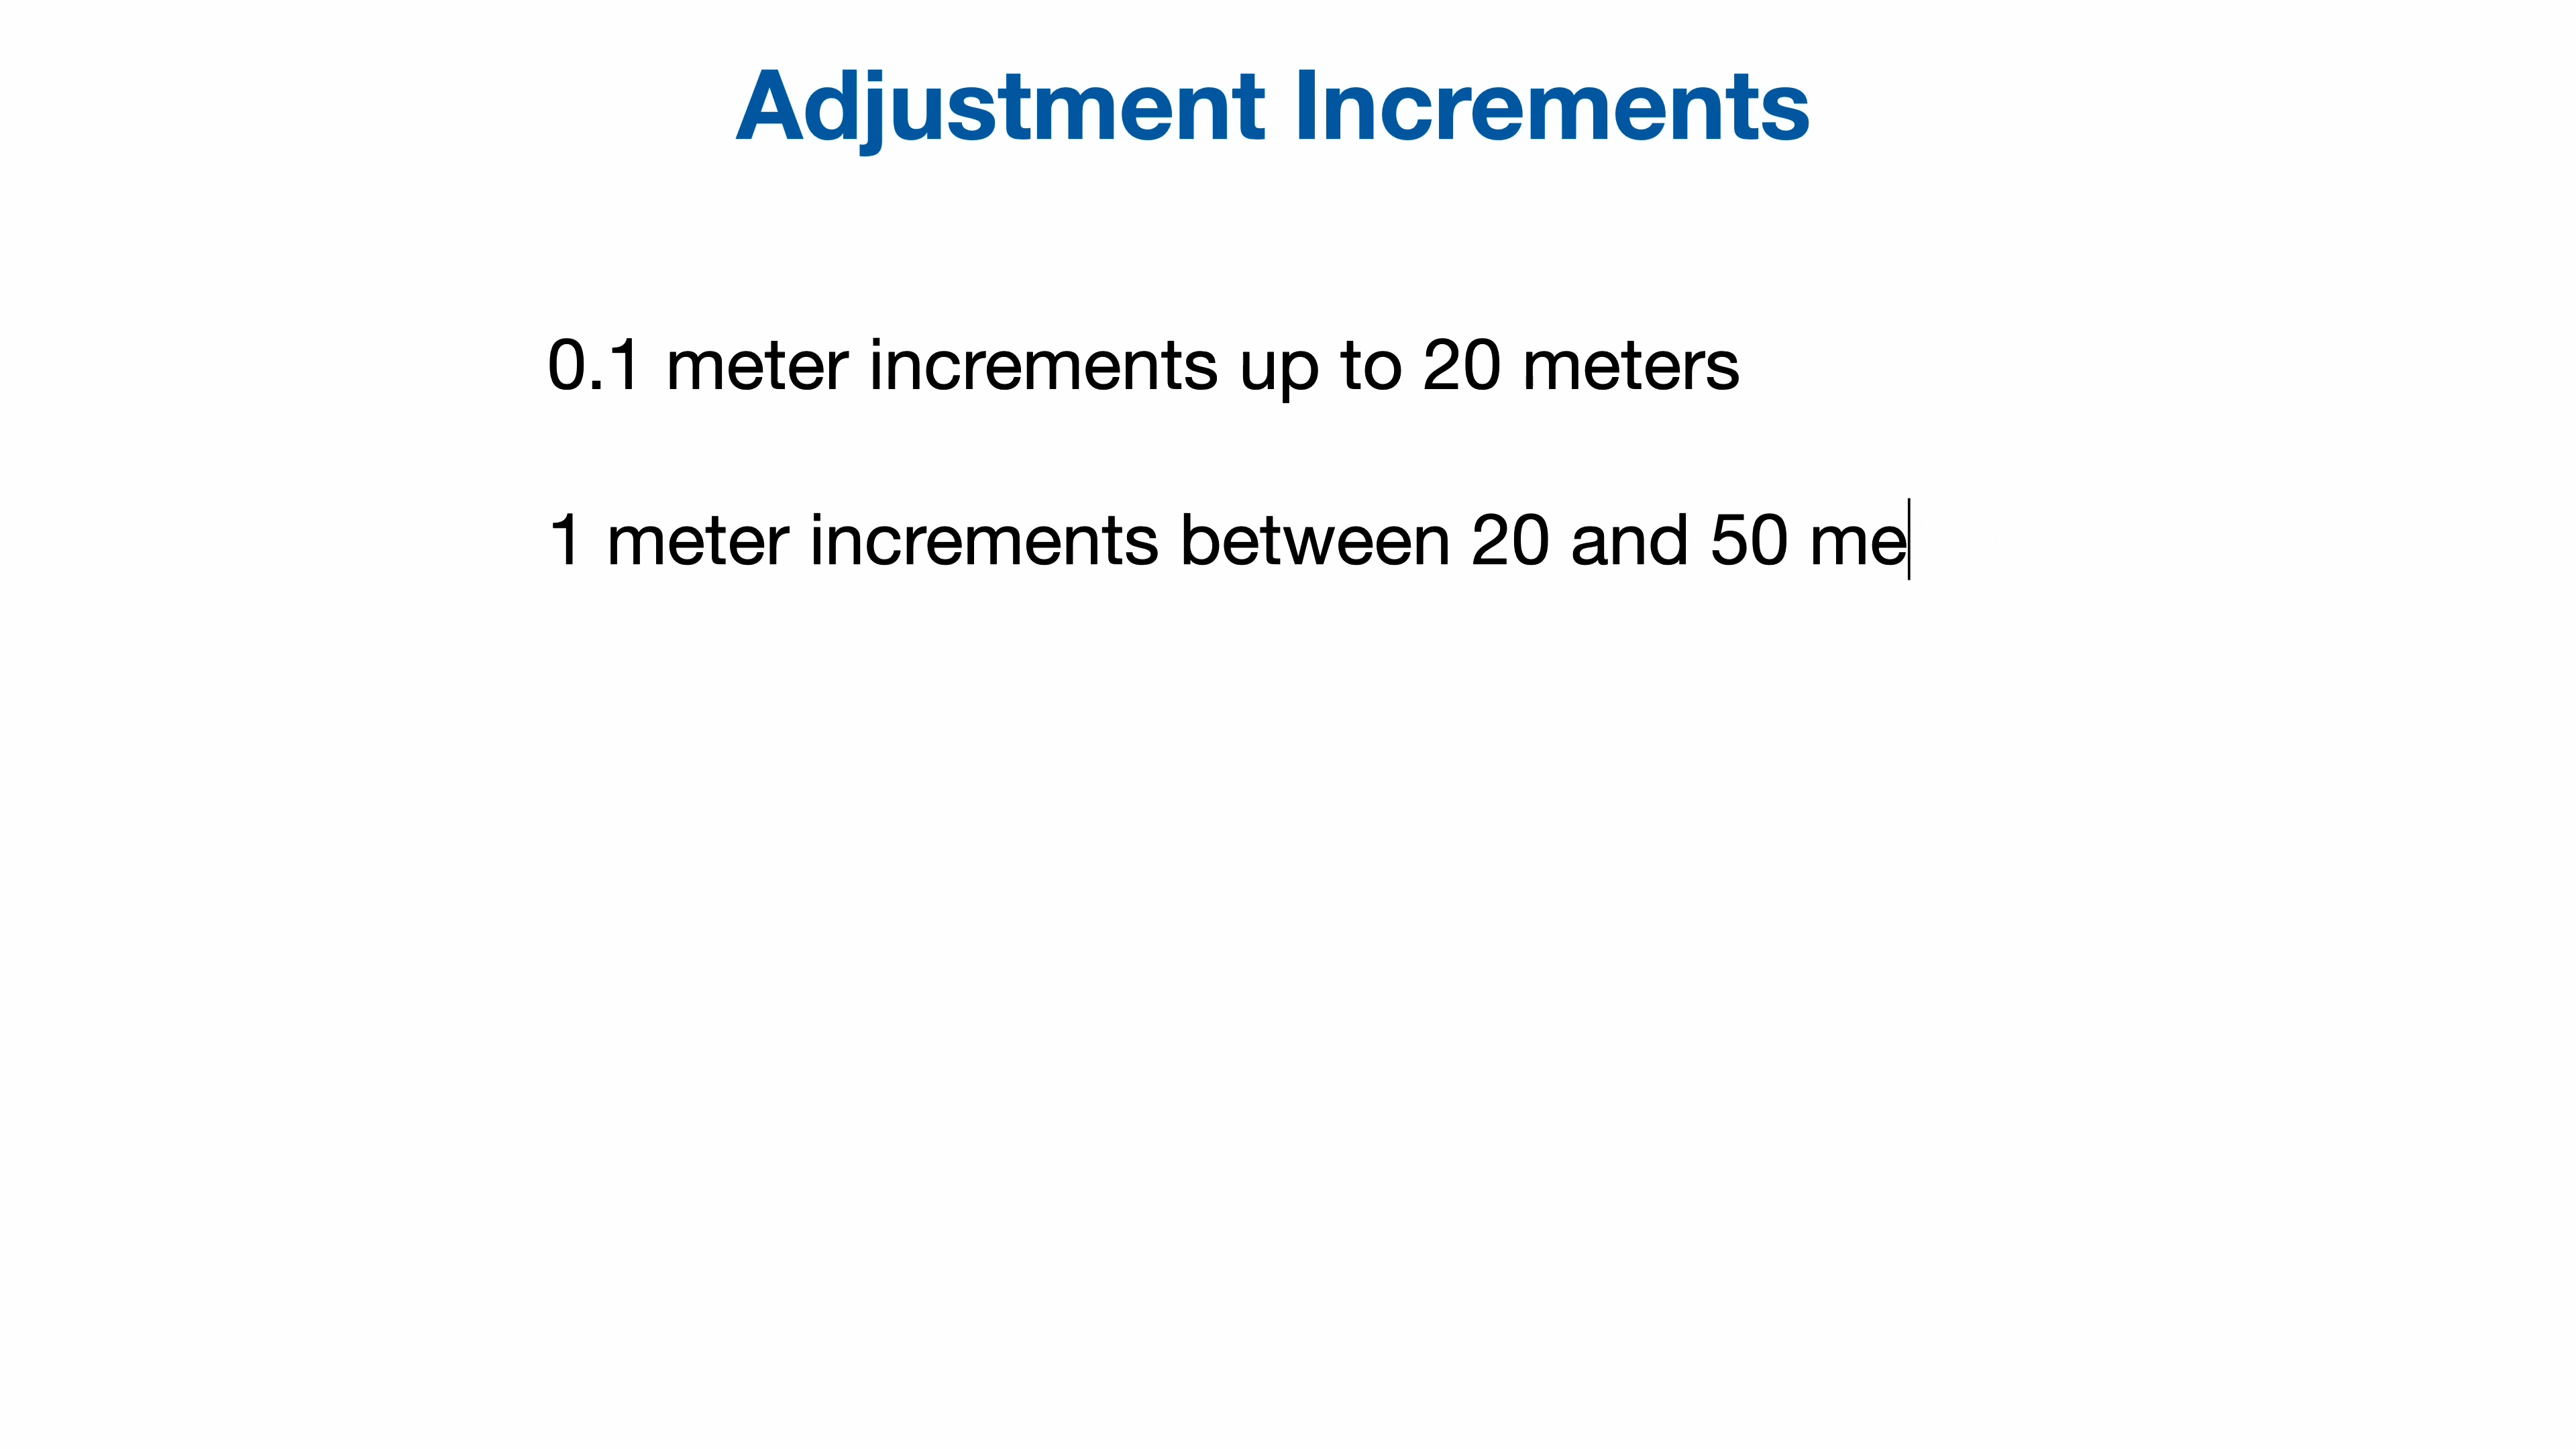 Adjustment Increments
0.1 meter increments up to 20 meters
1 meter increments between 20 and 50 me